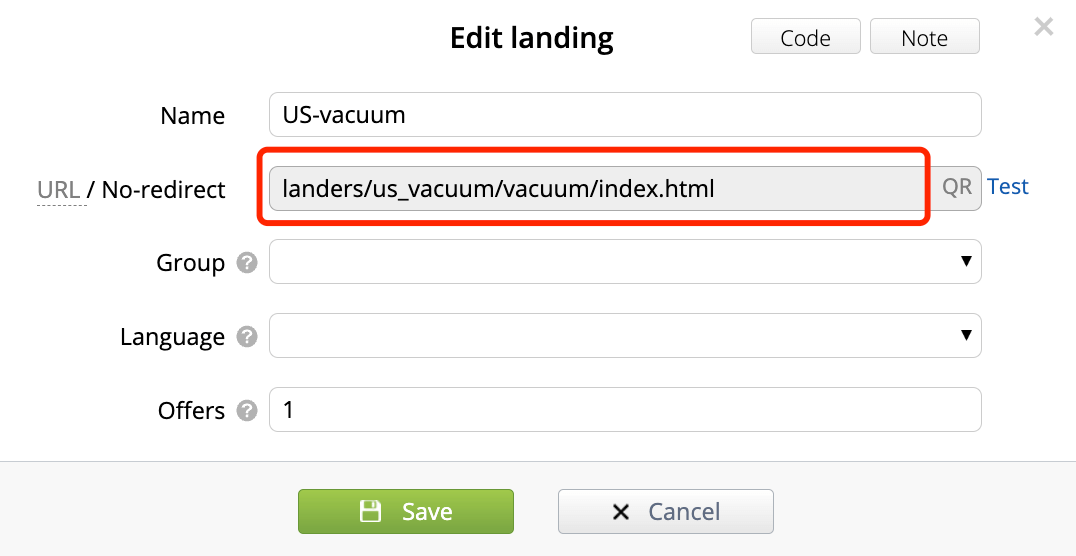 Edit landing
Code
Note
Name
US-vacuum
URL / No-redirect
landers/us_vacuum/vacuum/index.html
QR
Test
Group ?
Language ?
Offers ?
1
Save
Cancel